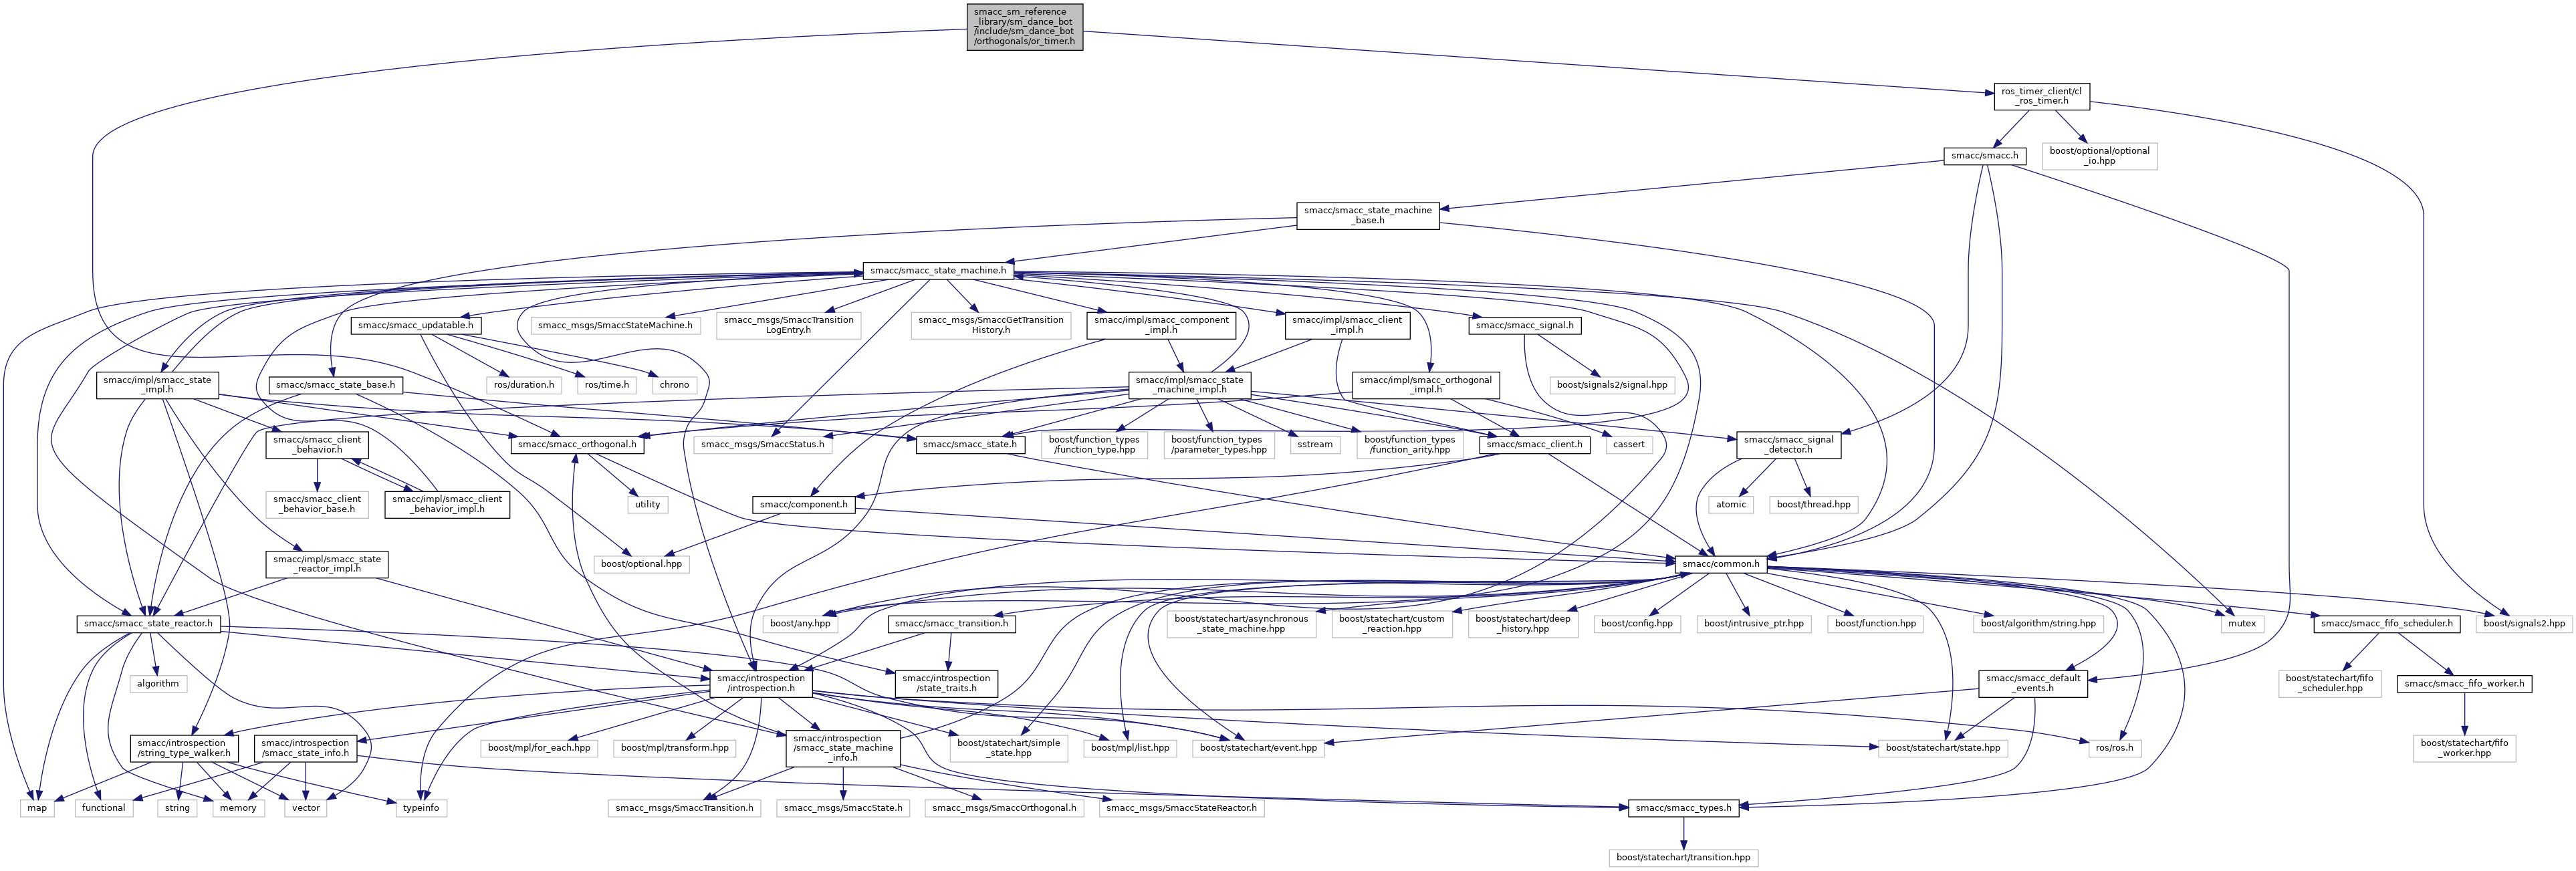 smacc_sm_reference
_library/sm_dance_bot
/include/sm_dance_bot
/orthogonals/or_timer.h
ros_timer_client/cl
_ros_timer.h
smacc/smacc.h
boost/optional/optional
_io.hpp
smacc/smacc_state_machine
_base.h
smacc/smacc_state_machine.h
smacc/smacc_updatable.h
smacc_msgs/SmaccStateMachine.h
smacc_msgs/SmaccTransition
LogEntry.h
smacc_msgs/SmaccGetTransition
History.h
smacc/impl/smacc_component
_impl.h
smacc/impl/smacc_client
_impl.h
smacc/smacc_signal.h
smacc/impl/smacc_state
_impl.h
smacc/smacc_state_base.h
ros/duration.h
ros/time.h
chrono
smacc/impl/smacc_state
_machine_impl.h
smacc/impl/smacc_orthogonal
_impl.h
boost/signals2/signal.hpp
smacc/smacc_client
_behavior.h
smacc/smacc_orthogonal.h
smacc_msgs/SmaccStatus.h
smacc/smacc_state.h
boost/function_types
/function_type.hpp
boost/function_types
/parameter_types.hpp
sstream
boost/function_types
/function_arity.hpp
smacc/smacc_client.h
cassert
smacc/smacc_signal
_detector.h
smacc/smacc_client
_behavior_base.h
smacc/impl/smacc_client
_behavior_impl.h
utility
smacc/component.h
atomic
boost/thread.hpp
smacc/impl/smacc_state
_reactor_impl.h
boost/optional.hpp
smacc/common.h
smacc/smacc_state_reactor.h
boost/any.hpp
smacc/smacc_transition.h
boost/statechart/asynchronous
_state_machine.hpp
boost/statechart/custom
_reaction.hpp
boost/statechart/deep
_history.hpp
boost/config.hpp
boost/intrusive_ptr.hpp
boost/function.hpp
boost/algorithm/string.hpp
mutex
smacc/smacc_fifo_scheduler.h
boost/signals2.hpp
algorithm
smacc/introspection
/introspection.h
smacc/introspection
/state_traits.h
smacc/smacc_default
_events.h
boost/statechart/fifo
_scheduler.hpp
smacc/smacc_fifo_worker.h
smacc/introspection
/string_type_walker.h
smacc/introspection
/smacc_state_info.h
boost/mpl/for_each.hpp
boost/mpl/transform.hpp
smacc/introspection
/smacc_state_machine
_info.h
boost/statechart/simple
_state.hpp
boost/mpl/list.hpp
boost/statechart/event.hpp
boost/statechart/state.hpp
ros/ros.h
boost/statechart/fifo
_worker.hpp
map
functional
string
memory
vector
typeinfo
smacc_msgs/SmaccTransition.h
smacc_msgs/SmaccState.h
smacc_msgs/SmaccOrthogonal.h
smacc_msgs/SmaccStateReactor.h
smacc/smacc_types.h
boost/statechart/transition.hpp